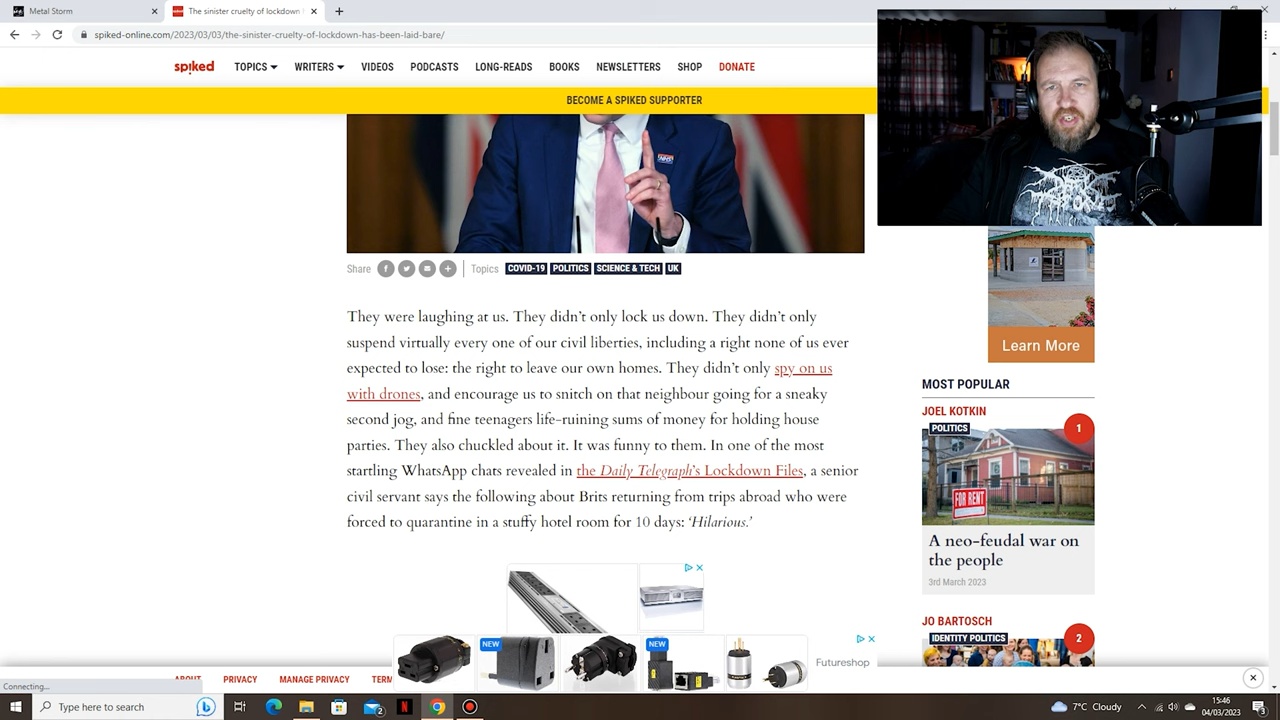 Metal Storm
The sinister cruelty of lockdown
spiked-online.com/2023/03/03/the-sinister-cruelty-of-lockdown-has-been-laid-bare/
spiked
TOPICS
WRITERS
VIDEOS
PODCASTS
LONG-READS
BOOKS
NEWSLETTERS
SHOP
DONATE
BECOME A SPIKED SUPPORTER
Share
Topics
COVID-19
POLITICS
SCIENCE & TECH
UK
They were laughing at us. They didn't only lock us down. They didn't only
suspend virtually every one of our civil liberties, including a right none of us ever
expected to lose: the right to leave our own homes. They didn't only spy on us
with drones, and encourage us to snitch on that neighbour going for a sneaky
second jog, and fine teenagers life-ruining sums of money for holding house
parties. They also chuckled about it. It was funny to them. In one of the most
startling WhatsApp chats revealed in the Daily Telegraph's Lockdown Files, a senior
civil servant says the following about Brits returning from trips abroad who were
forced to quarantine in a stuffy hotel room for 10 days: 'Hilarious.'
Learn More
MOST POPULAR
JOEL KOTKIN
POLITICS
1
FOR RENT
A neo-feudal war on
the people
3rd March 2023
JO BARTOSCH
IDENTITY POLITICS
2
NEW
NEW
Futureshop
ABOUT
PRIVACY
MANAGE PRIVACY
TERM
Connecting...
Type here to search
7°C Cloudy
15:46
04/03/2023